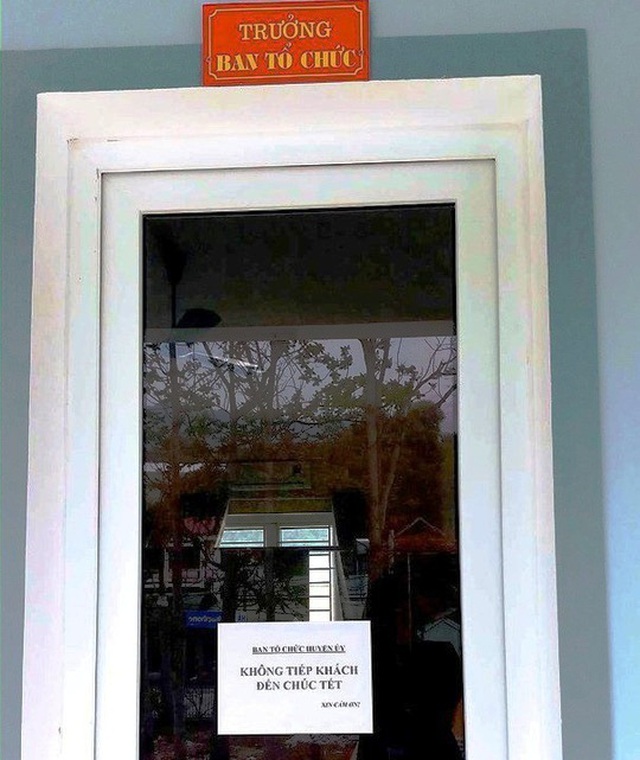 TRƯỞNG
BAN TỔ CHỨC
BAN TỔ CHỨC HUYỆN ỦY
KHÔNG TIẾP KHÁCH
ĐẾN CHÚC TẾT
XIN CẢM ƠN!